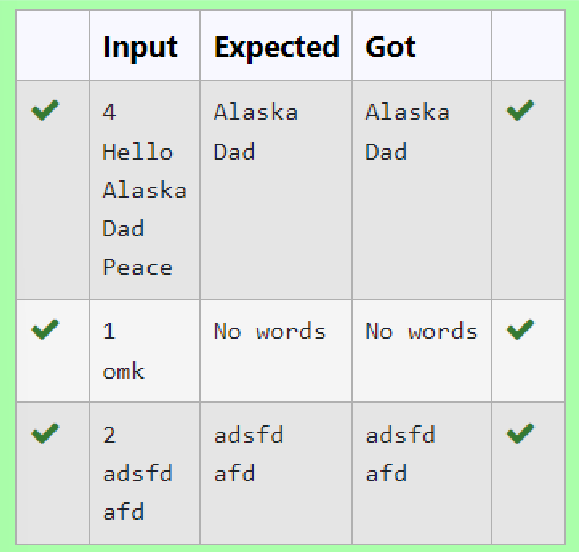 Input Expected Got
4 Alaska Alaska
Hello Dad Dad
Alaska
Dad
Peace
1 No words No words
omk
2 adsfd adsfd
adsfd afd afd
afd